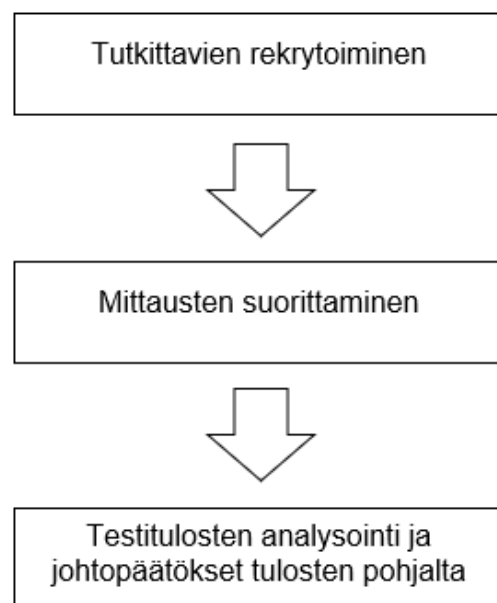 Tutkittavien rekrytoiminen
Mittausten suorittaminen
Testitulosten analysointi ja
johtopäätökset tulosten pohjalta